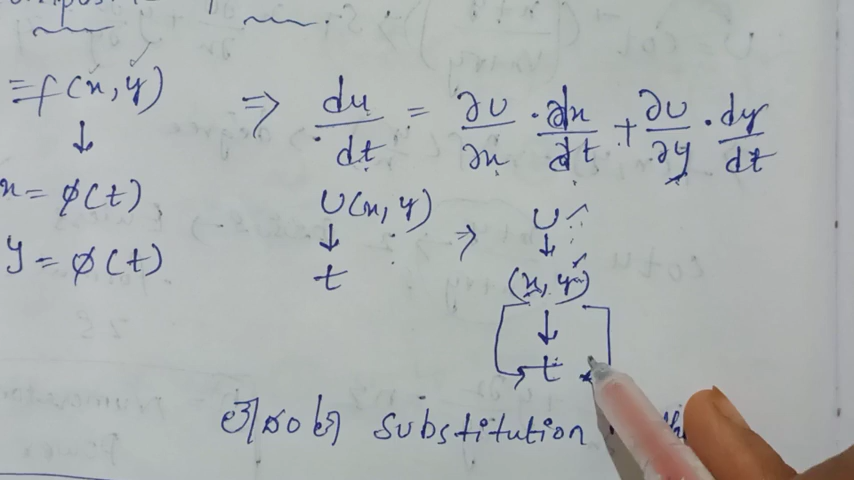 =f(x,y) ⇒ du/dt = ∂U/∂x · dx/dt + ∂U/∂y · dy/dt
↓
x = φ(t) U(x,y) ⇒ U
y = φ(t) ↓ ↓
t (x,y)
↓
t
substitution